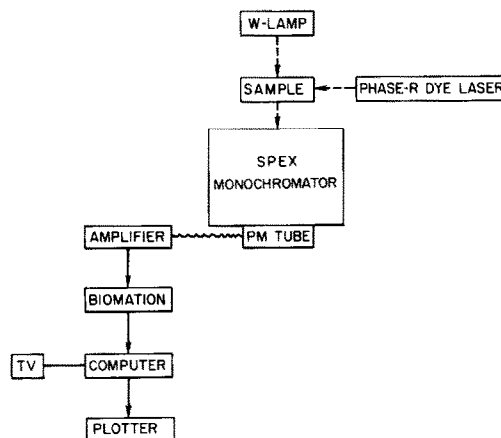 W-LAMP
SAMPLE
PHASE-R DYE LASER
SPEX
MONOCHROMATOR
AMPLIFIER
PM TUBE
BIOMATION
TV
COMPUTER
PLOTTER